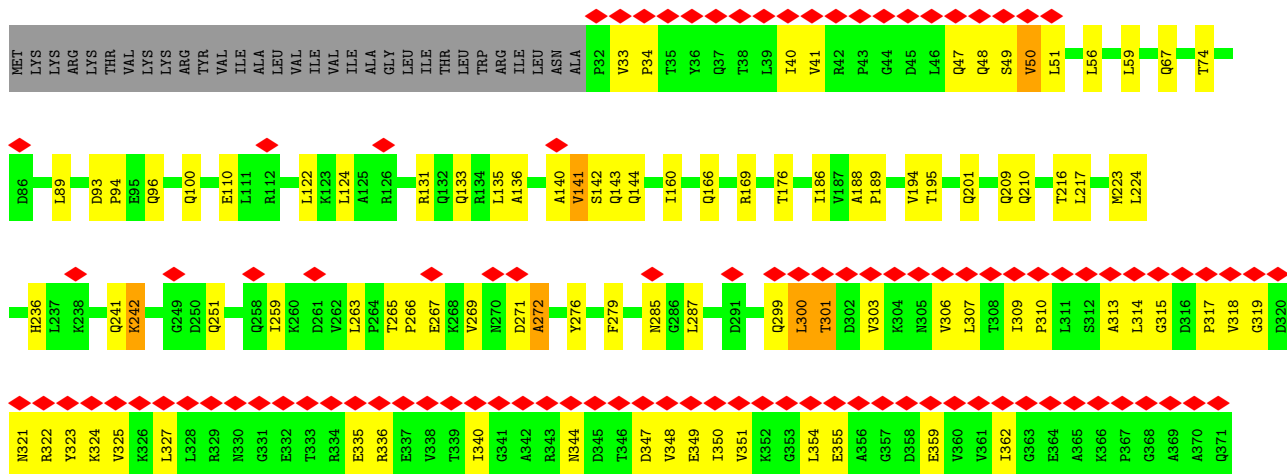 MET LYS LYS ARG LYS THR VAL LYS LYS ARG TYR VAL ILE ALA LEU VAL ILE VAL ILE ALA GLY LEU ILE THR LEU TRP ARG ILE LEU ASN ALA P32 V33 P34 T35 Y36 Q37 T38 L39 I40 V41 R42 P43 G44 D45 L46 Q47 Q48 S49 V50 L51 L56 L59 Q67 T74
D86 L89 D93 P94 E95 Q96 Q100 E110 L111 R112 L122 K123 L124 A125 R126 R131 Q132 Q133 R134 L135 A136 A140 V141 S142 Q143 Q144 I160 Q166 R169 T176 I186 V187 A188 P189 V194 T195 Q201 Q209 Q210 T216 L217 M223 L224
H236 L237 K238 Q241 K242 G249 D250 Q251 Q258 I259 K260 D261 V262 L263 P264 T265 P266 E267 K268 V269 N270 D271 A272 Y276 F279 N285 G286 L287 D291 Q299 L300 T301 D302 V303 K304 N305 V306 L307 T308 I309 P310 L311 S312 A313 L314 G315 D316 P317 V318 G319 D320
N321 R322 Y323 K324 V325 K326 L327 L328 R329 N330 G331 E332 T333 R334 E335 R336 E337 V338 T339 I340 G341 A342 R343 N344 D345 T346 D347 V348 E349 I350 V351 K352 G353 L354 E355 A356 G357 D358 E359 V360 V361 I362 G363 E364 A365 K366 P367 G368 A369 A370 Q371